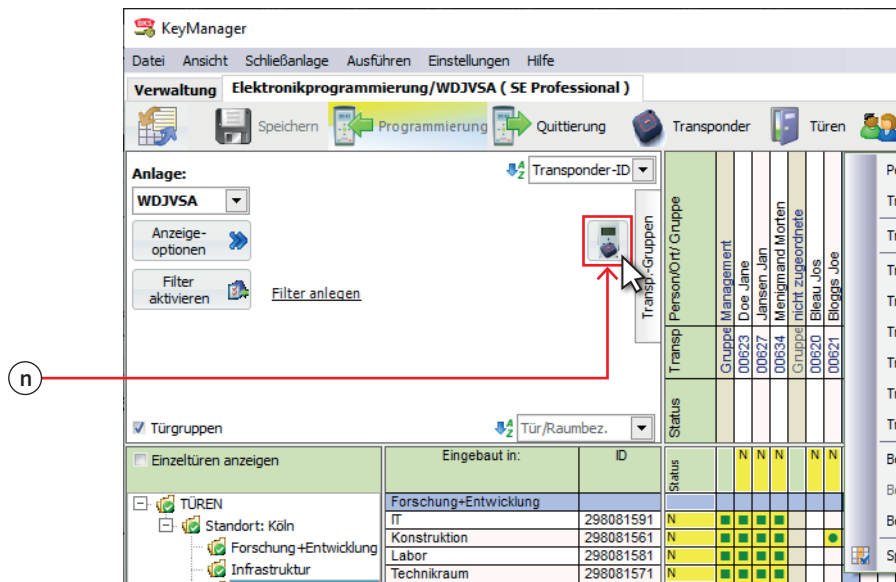 BKS KeyManager
Datei Ansicht Schließanlage Ausführen Einstellungen Hilfe
Verwaltung Elektronikprogrammierung/WDJVSA ( SE Professional )
Speichern Programmierung Quittierung Transponder Türen
Anlage:
Transponder-ID
WDJVSA
Anzeige-
optionen
Filter
aktivieren
Filter anlegen
Transp.-Gruppen
n
Türgruppen
Tür/Raumbez.
Person/Ort/ Gruppe
Transp
Status
Management
Gruppe
Doe Jane
00623
Jansen Jan
00627
Menigmand Morten
00634
nicht zugeordnete
Gruppe
Bleau Jos
00620
Bloggs Joe
00621
Einzeltüren anzeigen
Eingebaut in: ID
Status
N N N N N
TÜREN
Standort: Köln
Forschung+Entwicklung
Infrastruktur
Forschung+Entwicklung
IT 298081591 N
Konstruktion 298081561 N
Labor 298081581 N
Technikraum 298081571 N